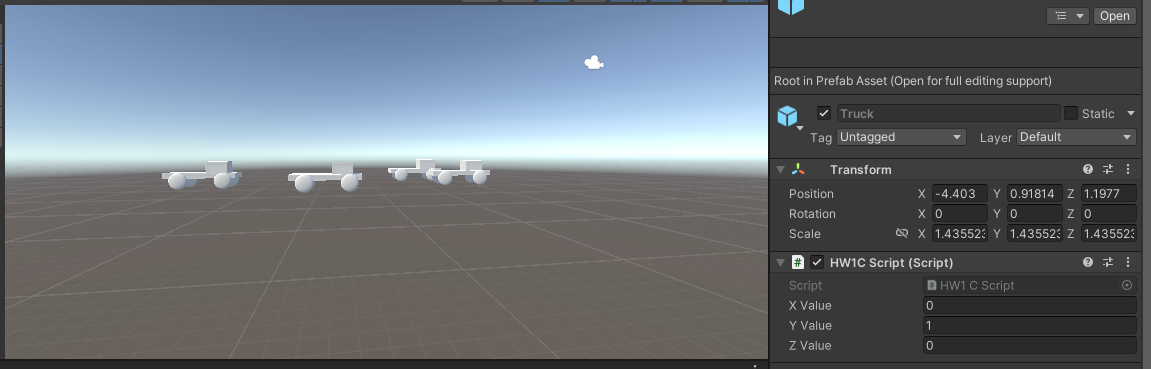 Open
Root in Prefab Asset (Open for full editing support)
Truck Static
Tag Untagged Layer Default
Transform
Position X -4.403 Y 0.91814 Z 1.1977
Rotation X 0 Y 0 Z 0
Scale X 1.435523 Y 1.435523 Z 1.435523
# HW1C Script (Script)
Script # HW1 C Script
X Value 0
Y Value 1
Z Value 0